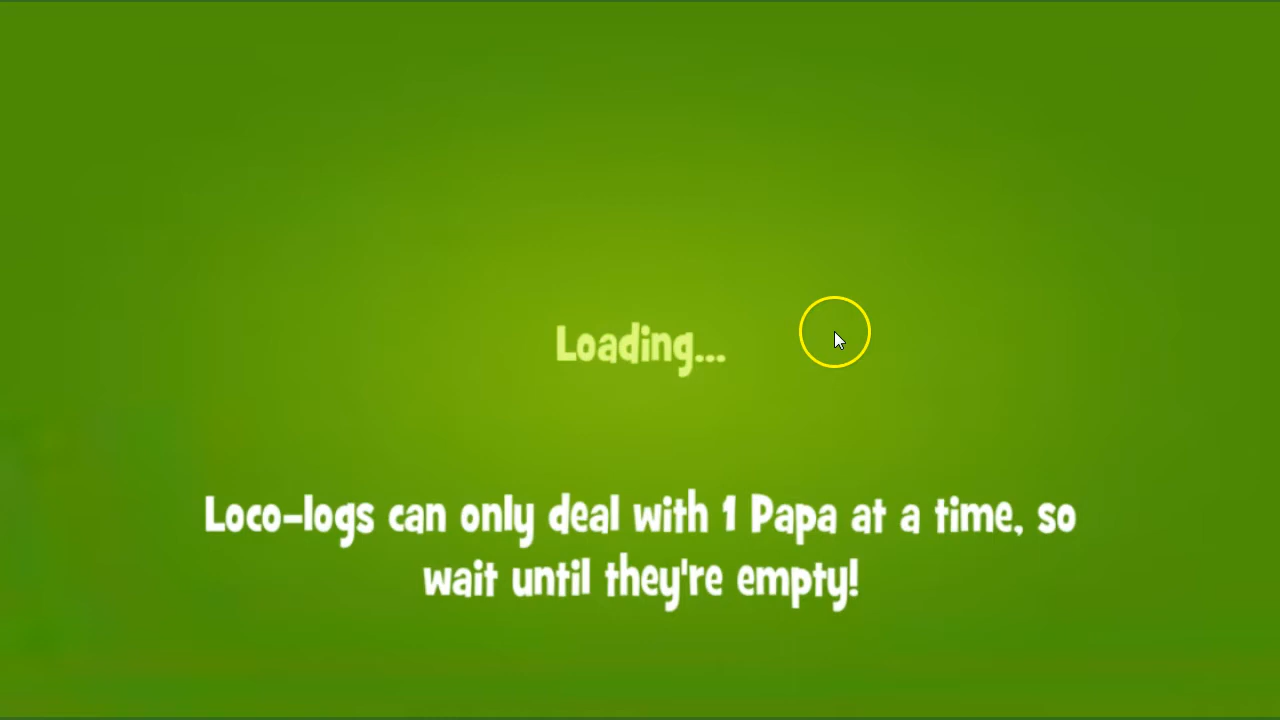 Loading...
Loco-logs can only deal with 1 Papa at a time, so
wait until they're empty!